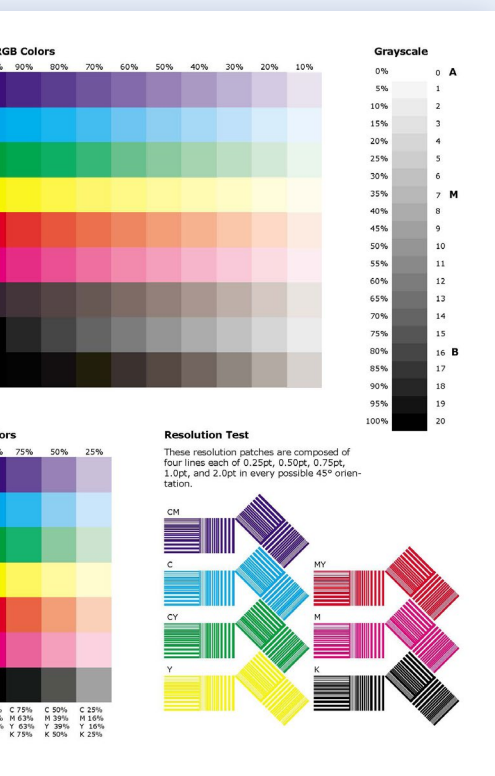 RGB Colors
% 90% 80% 70% 60% 50% 40% 30% 20% 10%
Grayscale
0% 0 A
5% 1
10% 2
15% 3
20% 4
25% 5
30% 6
35% 7 M
40% 8
45% 9
50% 10
55% 11
60% 12
65% 13
70% 14
75% 15
80% 16 B
85% 17
90% 18
95% 19
100% 20
ors
% 75% 50% 25%
% C 75% C 50% C 25%
% M 63% M 39% M 16%
% Y 63% Y 39% Y 16%
K 75% K 50% K 25%
Resolution Test
These resolution patches are composed of
four lines each of 0.25pt, 0.50pt, 0.75pt,
1.0pt, and 2.0pt in every possible 45º orien-
tation.
CM
C
MY
CY
M
Y
K